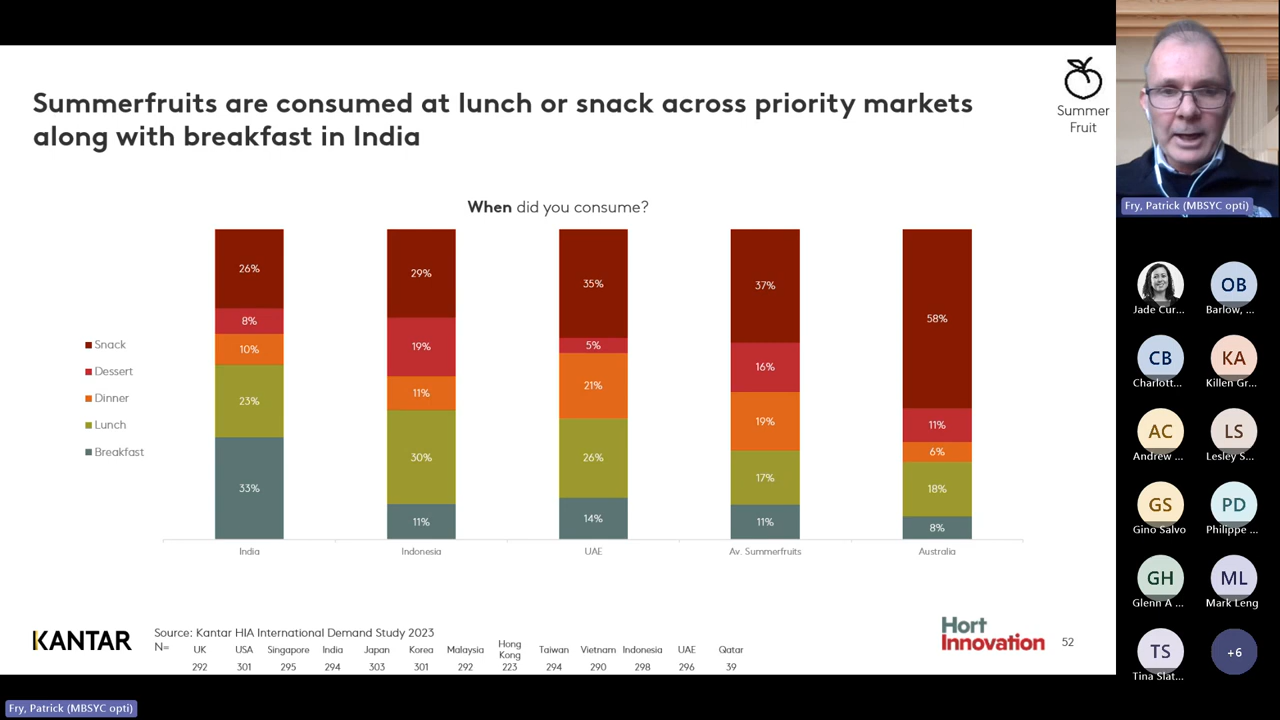 Summerfruits are consumed at lunch or snack across priority markets
along with breakfast in India
Summer
Fruit
Fry, Patrick (MBSYC opti)
When did you consume?
Snack
Dessert
Dinner
Lunch
Breakfast
26%
8%
10%
23%
33%
29%
19%
11%
30%
11%
35%
5%
21%
26%
14%
37%
16%
19%
17%
11%
58%
11%
6%
18%
8%
India Indonesia UAE Av. Summerfruits Australia
KANTAR
Source: Kantar HIA International Demand Study 2023
N= UK USA Singapore India Japan Korea Malaysia Hong Kong Taiwan Vietnam Indonesia UAE Qatar
292 301 295 294 303 301 292 223 294 290 298 296 39
Hort
Innovation
52
OB
Jade Cur... Barlow, ...
CB KA
Charlott... Killen Gr...
AC LS
Andrew ... Lesley S...
GS PD
Gino Salvo Philippe ...
GH ML
Glenn A ... Mark Leng
TS +6
Tina Slat...
Fry, Patrick (MBSYC opti)